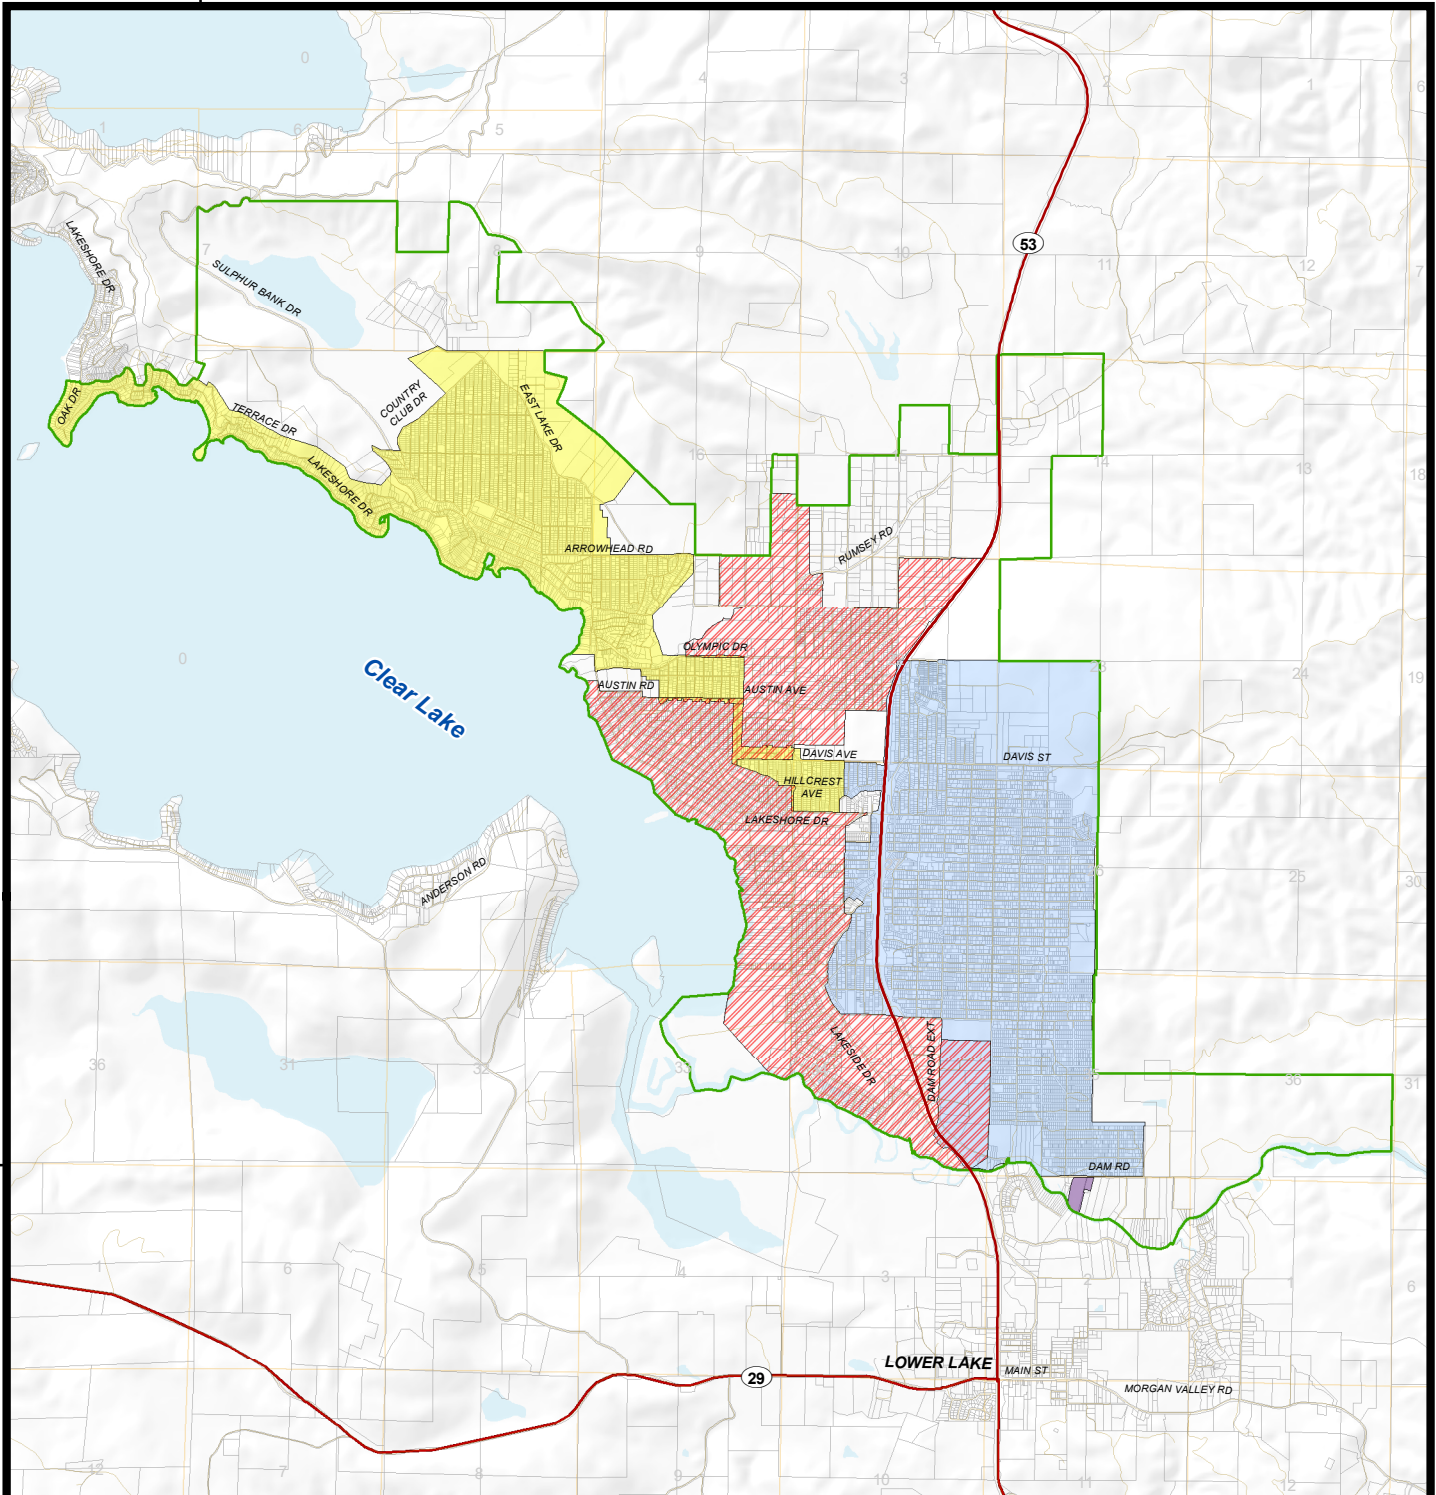 0
4
3
2
1
6
1
6
5
LAKESHORE DR
7
8
9
10
53
11
12
7
SULPHUR BANK DR
OAK DR
COUNTRY
CLUB DR
EAST LAKE DR
TERRACE DR
LAKESHORE DR
16
15
14
13
18
ARROWHEAD RD
RUMSEY RD
0
Clear Lake
OLYMPIC DR
AUSTIN RD
AUSTIN AVE
23
24
19
DAVIS AVE
DAVIS ST
HILLCREST
AVE
LAKESHORE DR
ANDERSON RD
25
30
36
31
32
33
LAKESIDE DR
DAM ROAD EXT
36
31
DAM RD
1
6
5
4
3
2
1
6
LOWER LAKE
MAIN ST
29
MORGAN VALLEY RD
12
7
8
9
10
11
12